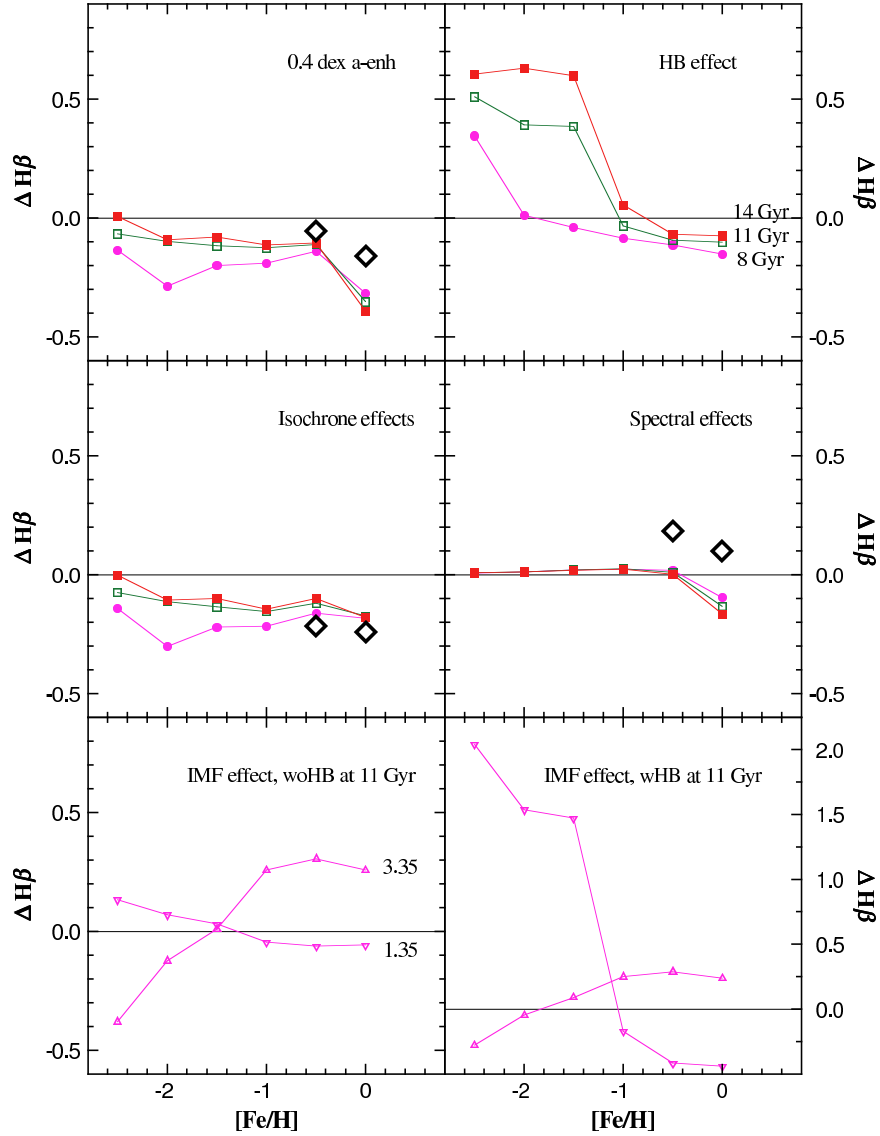 0.4 dex a-enh
HB effect
0.5
0.0
-0.5
Δ Hβ
14 Gyr
11 Gyr
8 Gyr
0.5
0.0
-0.5
Δ Hβ
Isochrone effects
Spectral effects
0.5
0.0
-0.5
Δ Hβ
0.5
0.0
-0.5
Δ Hβ
IMF effect, woHB at 11 Gyr
IMF effect, wHB at 11 Gyr
0.5
0.0
-0.5
Δ Hβ
3.35
1.35
2.0
1.5
1.0
0.5
0.0
Δ Hβ
-2 -1 0
-2 -1 0
[Fe/H]
[Fe/H]